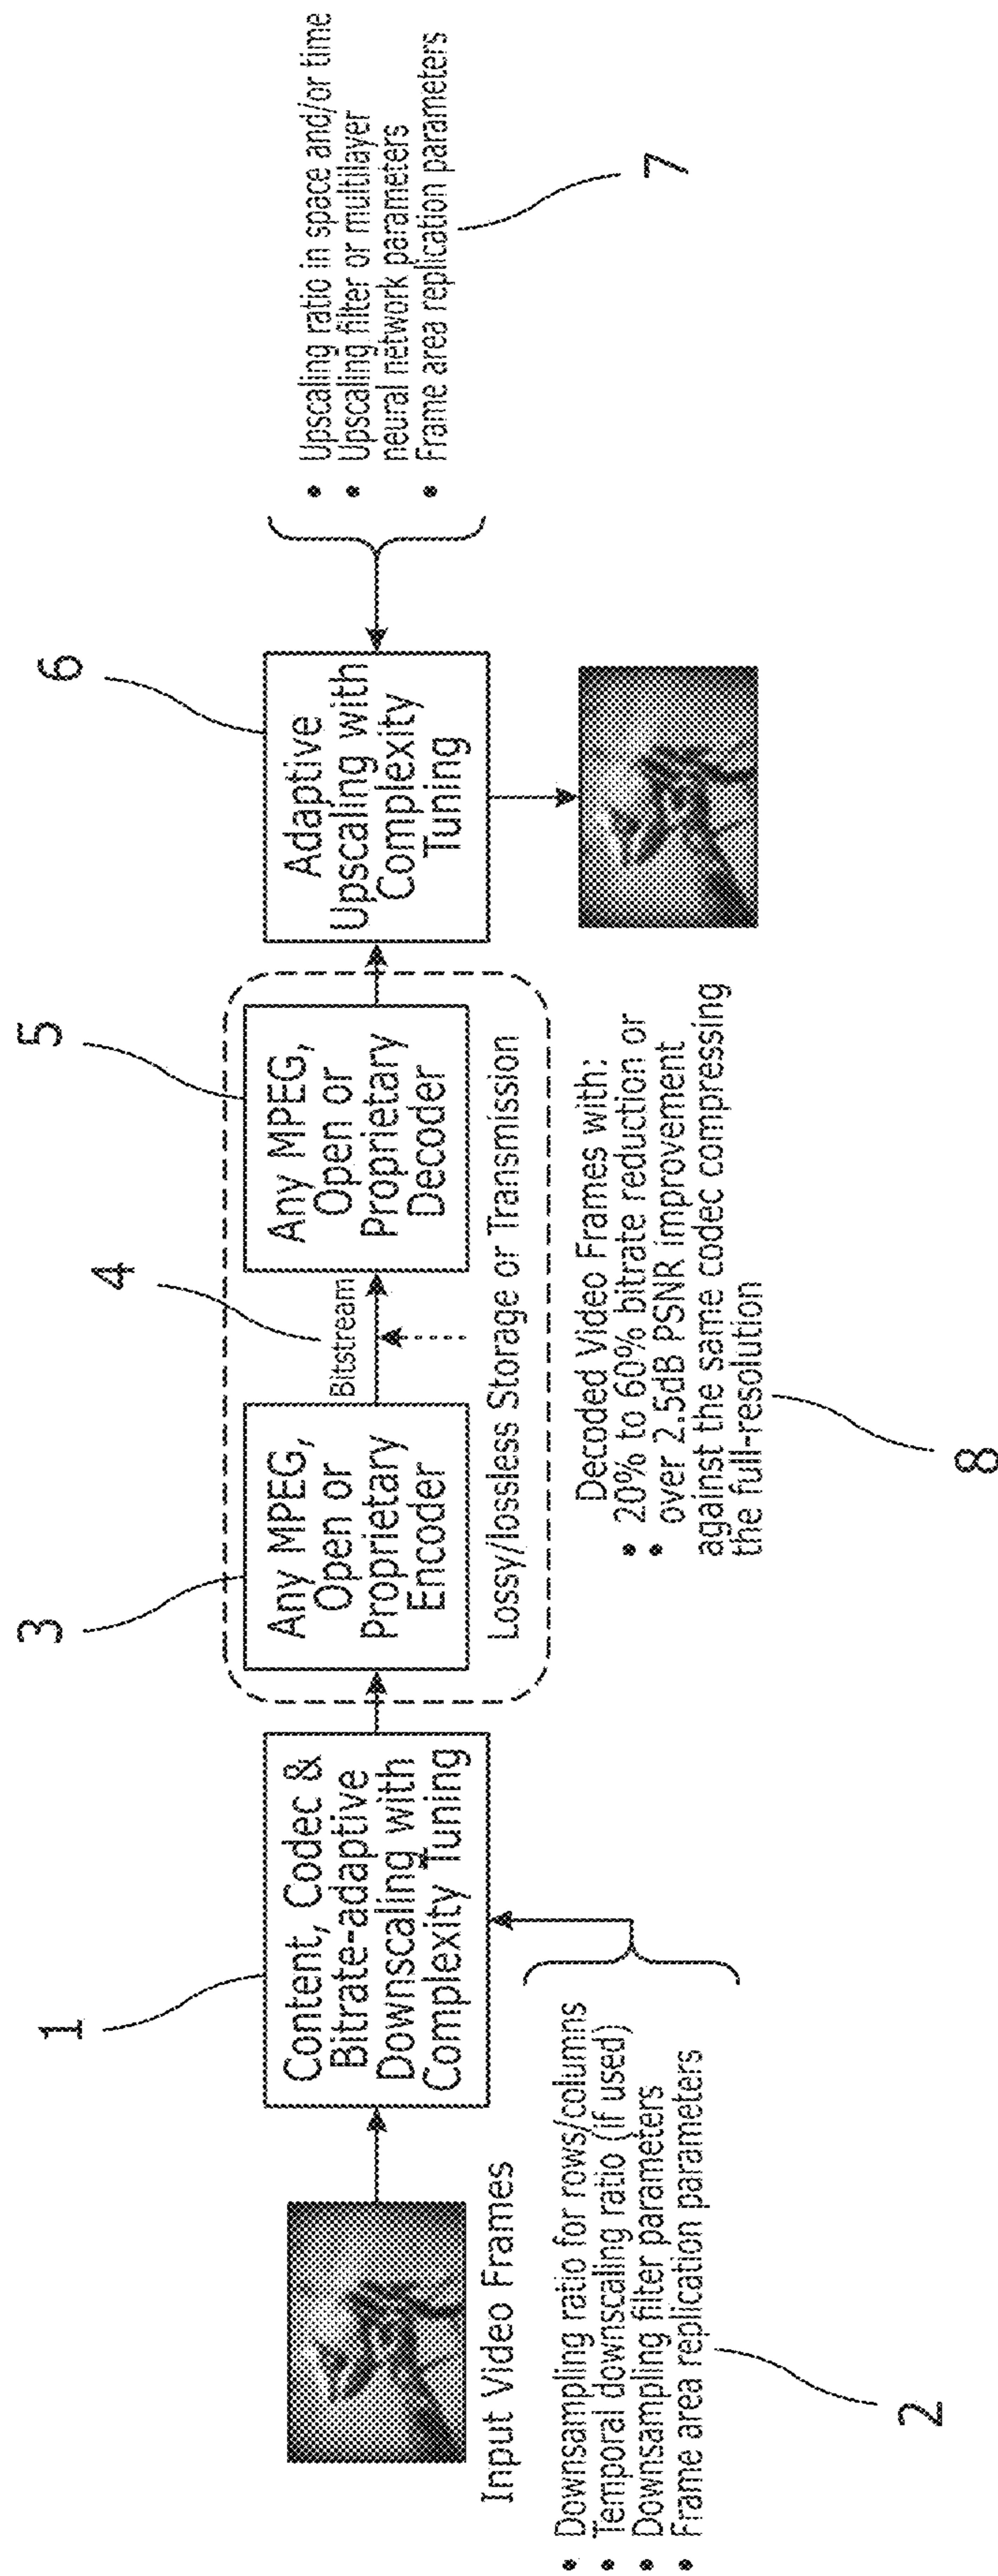 1
Content, Codec &
Bitrate-adaptive
Downscaling with
Complexity Tuning
Input Video Frames
• Downsampling ratio for rows/columns
• Temporal downscaling ratio (if used)
• Downsampling filter parameters
• Frame area replication parameters
2
3
Any MPEG,
Open or
Proprietary
Encoder
4
Bitstream
5
Any MPEG,
Open or
Proprietary
Decoder
Lossy/lossless Storage or Transmission
6
Adaptive
Upscaling with
Complexity
Tuning
• Upscaling ratio in space and/or time
• Upscaling filter or multilayer
neural network parameters
• Frame area replication parameters
7
Decoded Video Frames with:
• 20% to 60% bitrate reduction or
• over 2.5dB PSNR improvement
against the same codec compressing
the full-resolution
8